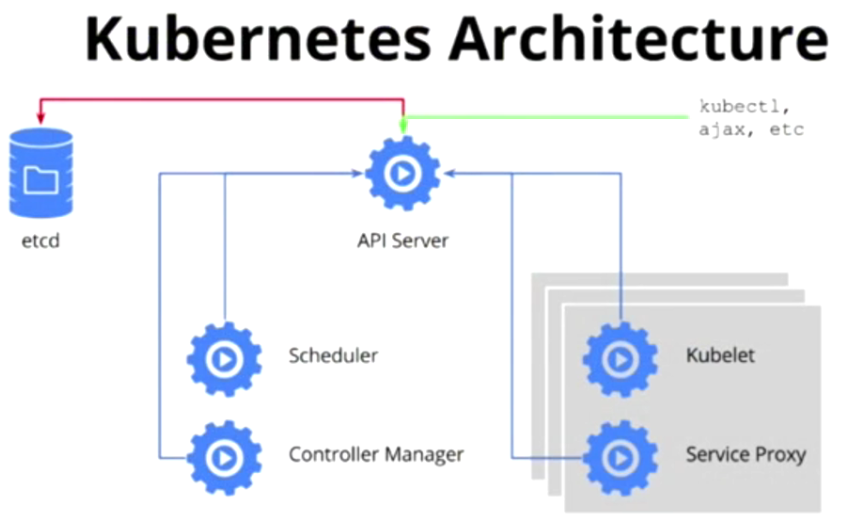 Kubernetes Architecture
kubectl,
ajax, etc
etcd
API Server
Scheduler
Kubelet
Controller Manager
Service Proxy